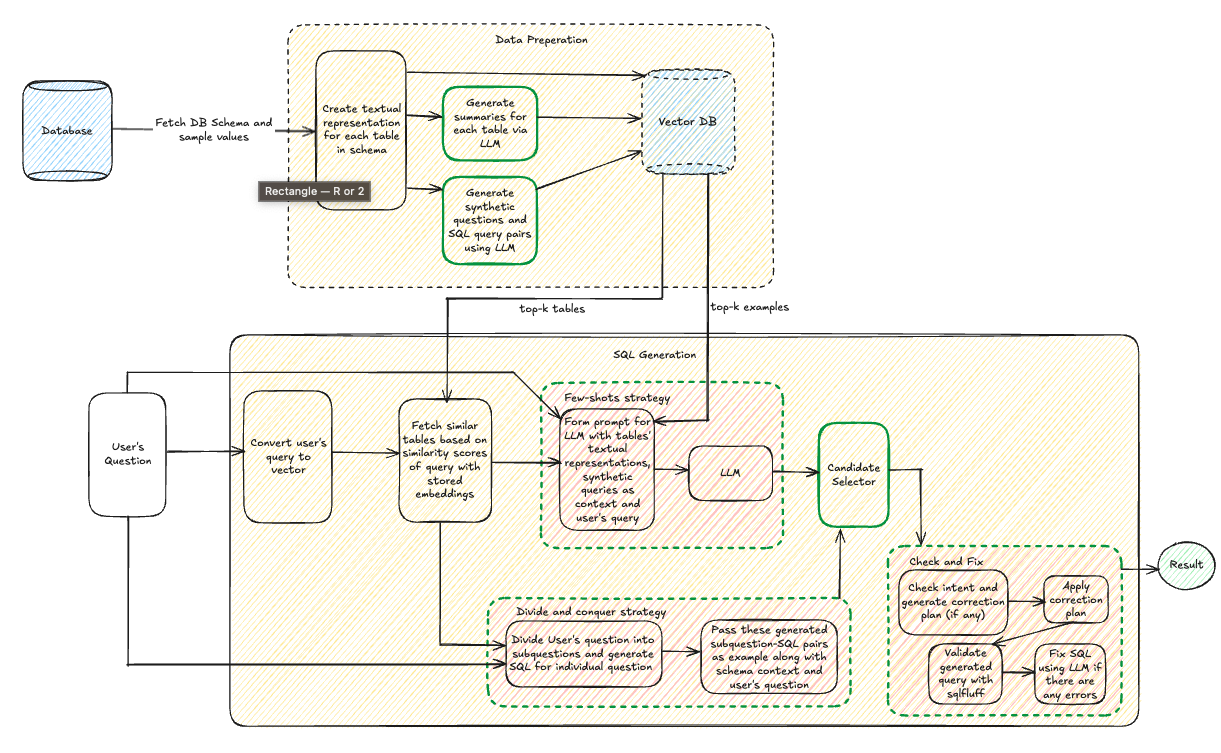 Data Preperation
Database
Fetch DB Schema and
sample values
Create textual
representation
for each table
in schema
Rectangle — R or 2
Generate
summaries for
each table via
LLM
Generate
synthetic
questions and
SQL query pairs
using LLM
Vector DB
top-k tables
top-k examples
SQL Generation
User's
Question
Convert user's
query to
vector
Fetch similar
tables based on
similarity scores
of query with
stored
embeddings
Few-shots strategy
Form prompt for
LLM with tables'
textual
representations,
synthetic
queries as
context and
user's query
LLM
Candidate
Selector
Divide and conquer strategy
Divide User's question into
subquestions and generate
SQL for individual question
Pass these generated
subquestion-SQL pairs
as example along with
schema context and
user's question
Check and Fix
Check intent and
generate correction
plan (if any)
Apply
correction
plan
Validate
generated
query with
sqlfluff
Fix SQL
using LLM if
there are
any errors
Result